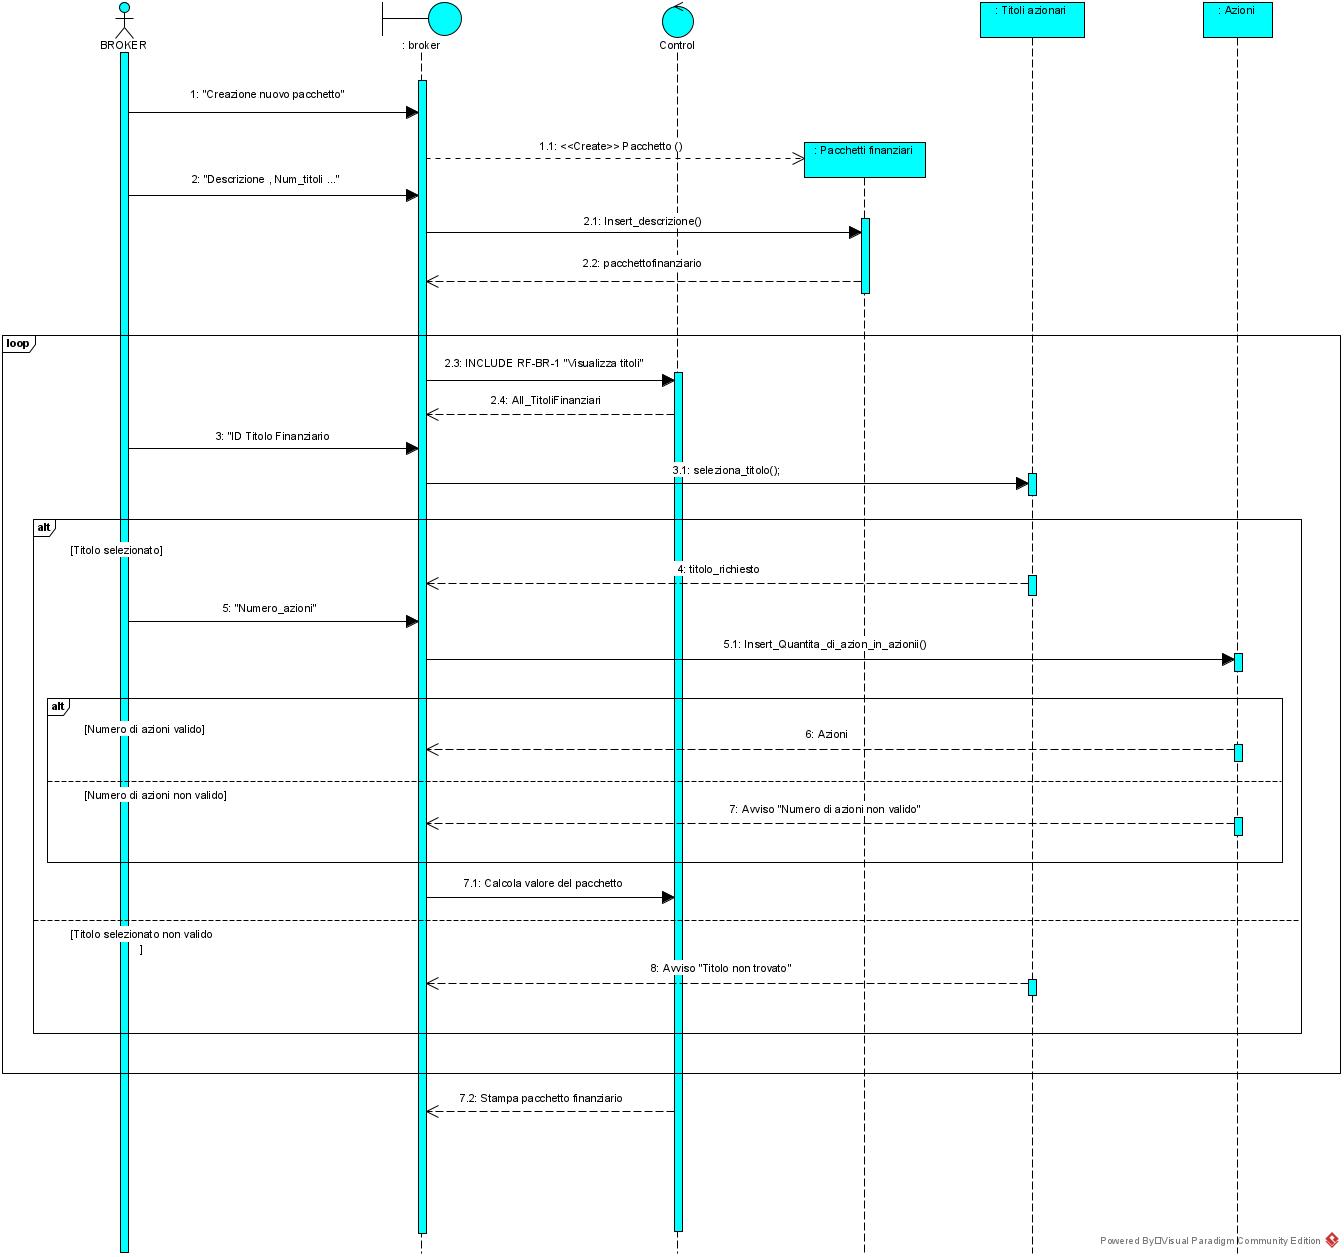 BROKER
: broker
Control
: Titoli azionari
: Azioni
1: "Creazione nuovo pacchetto"
1.1: <<Create>> Pacchetto ()
: Pacchetti finanziari
2: "Descrizione , Num_titoli ..."
2.1: Insert_descrizione()
2.2: pacchettofinanziario
loop
2.3: INCLUDE RF-BR-1 "Visualizza titoli"
2.4: All_TitoliFinanziari
3: "ID Titolo Finanziario
3.1: seleziona_titolo();
alt
[Titolo selezionato]
4: titolo_richiesto
5: "Numero_azioni"
5.1: Insert_Quantita_di_azion_in_azionii()
alt
[Numero di azioni valido]
6: Azioni
[Numero di azioni non valido]
7: Avviso "Numero di azioni non valido"
7.1: Calcola valore del pacchetto
[Titolo selezionato non valido
]
8: Avviso "Titolo non trovato"
7.2: Stampa pacchetto finanziario
Powered By Visual Paradigm Community Edition